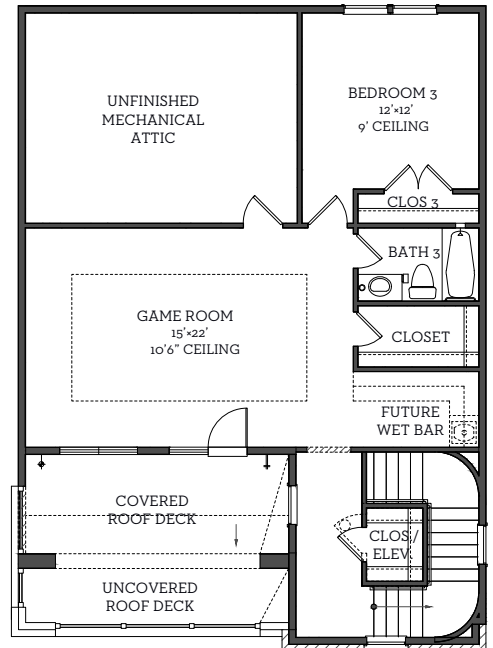 UNFINISHED
MECHANICAL
ATTIC
BEDROOM 3
12'×12'
9' CEILING
CLOS 3
BATH 3
GAME ROOM
15'×22'
10'6" CEILING
CLOSET
FUTURE
WET BAR
COVERED
ROOF DECK
CLOS/
ELEV.
UNCOVERED
ROOF DECK